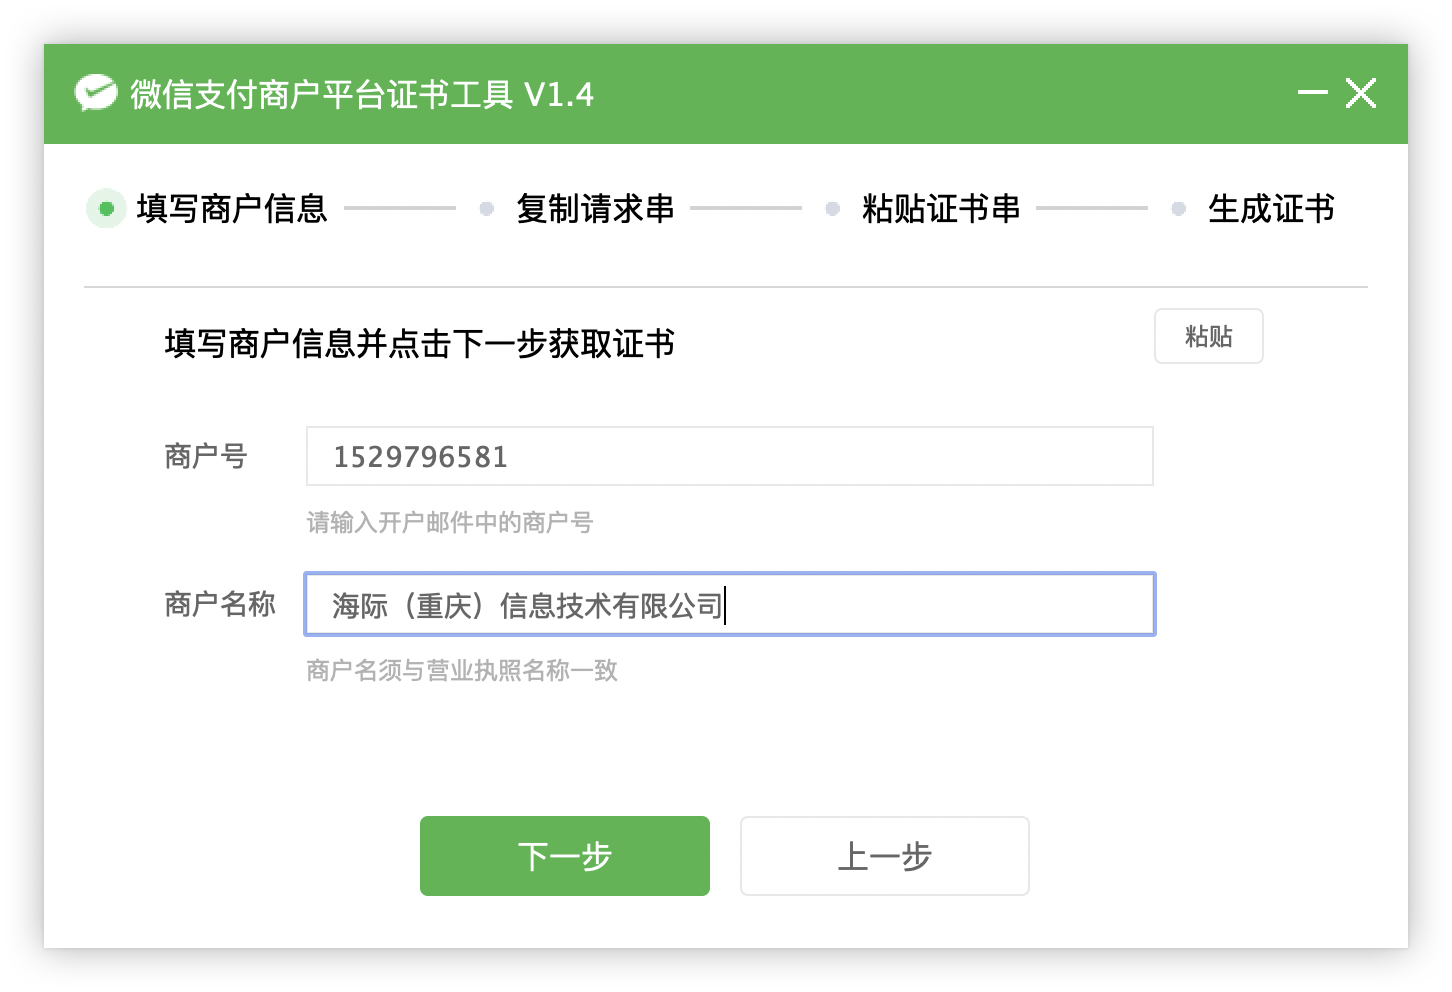 微信支付商户平台证书工具 V1.4
填写商户信息 复制请求串 粘贴证书串 生成证书
填写商户信息并点击下一步获取证书 粘贴
商户号 1529796581
请输入开户邮件中的商户号
商户名称 海际（重庆）信息技术有限公司
商户名须与营业执照名称一致
下一步 上一步